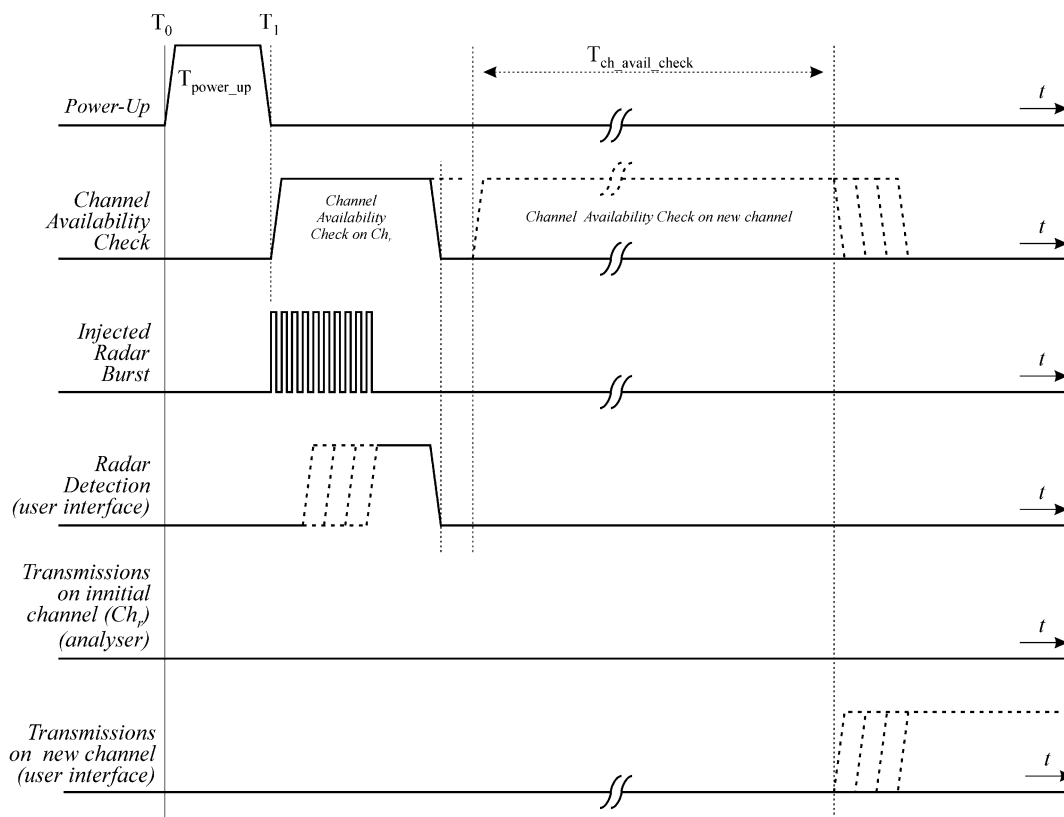 T0 T1
Tch_avail_check
Tpower_up
t
Power-Up
Channel
Availability
Check
Channel
Availability
Check on Chr
Channel Availability Check on new channel
t
Injected
Radar
Burst
t
Radar
Detection
(user interface)
t
Transmissions
on innitial
channel (Chr)
(analyser)
t
Transmissions
on new channel
(user interface)
t